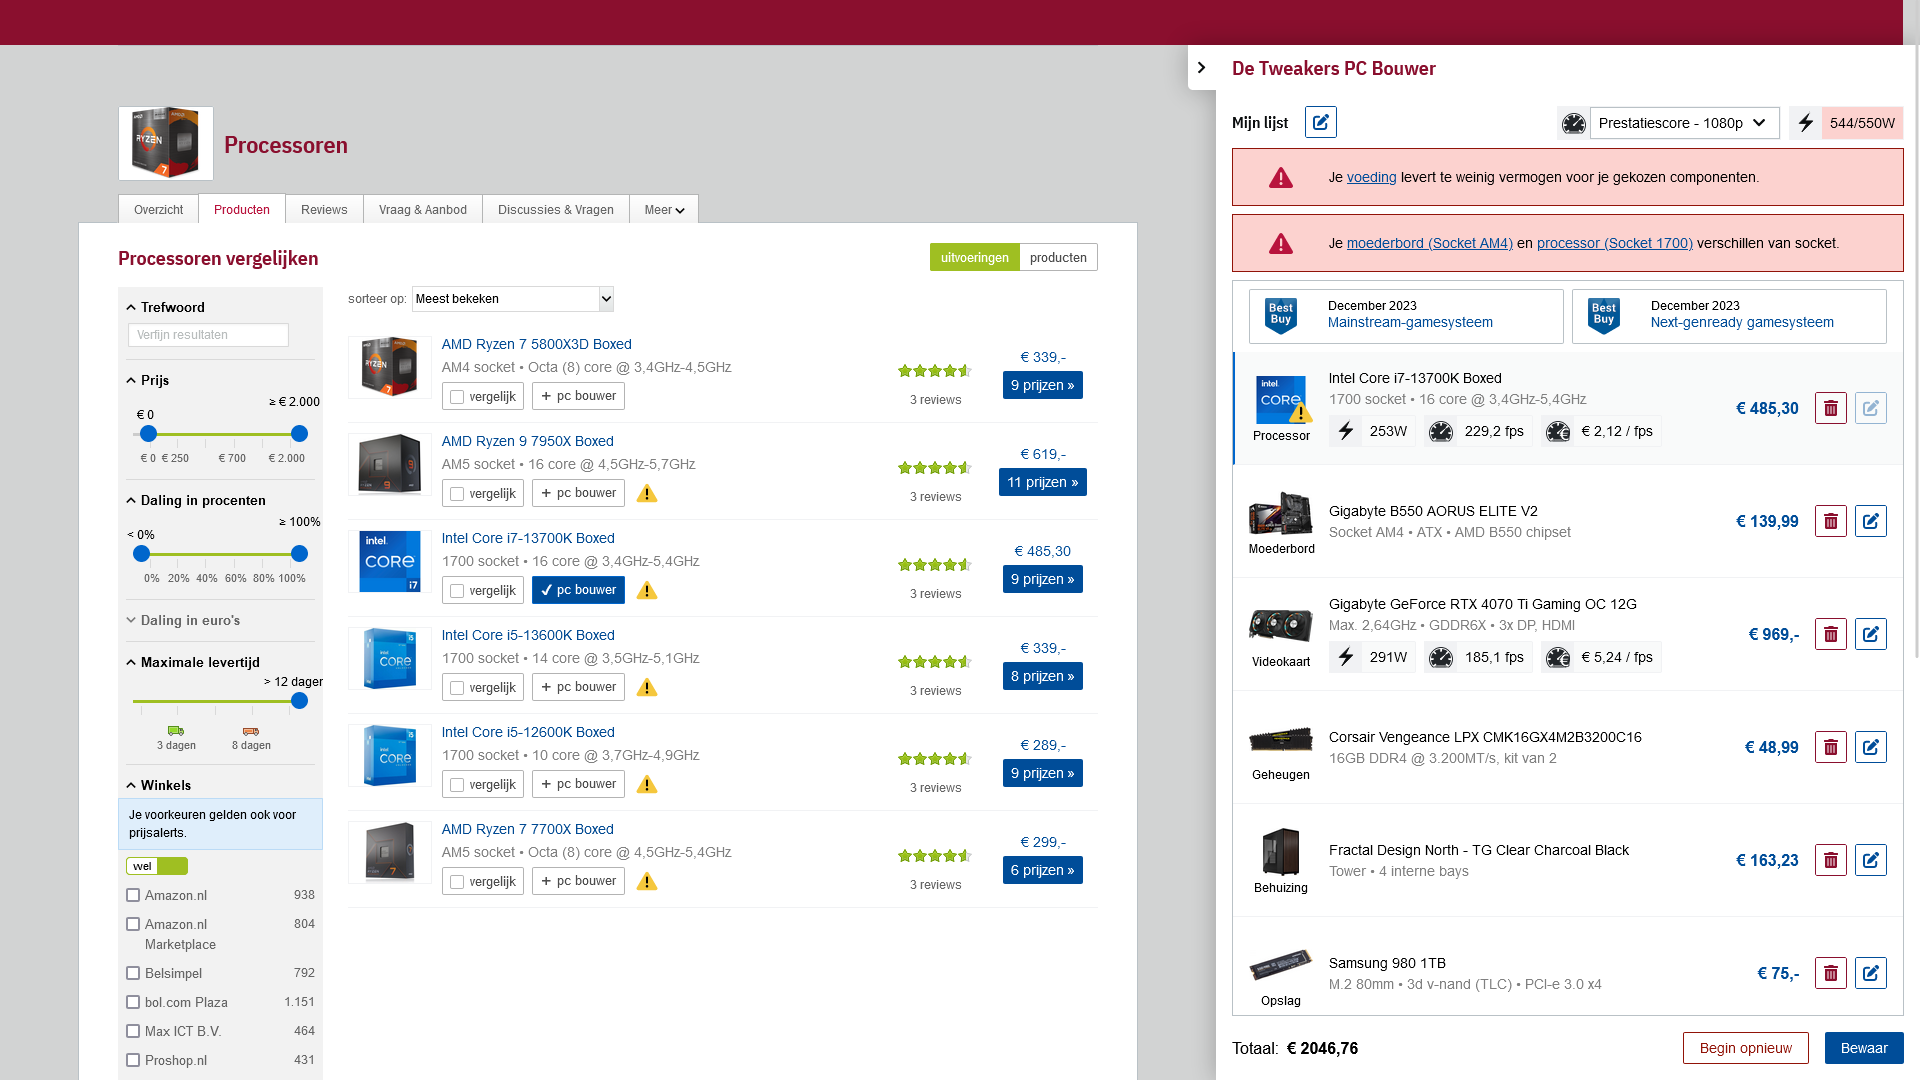 De Tweakers PC Bouwer
Mijn lijst
Prestatiescore - 1080p
544/550W
Je voeding levert te weinig vermogen voor je gekozen componenten.
Je moederbord (Socket AM4) en processor (Socket 1700) verschillen van socket.
Best Buy
December 2023
Mainstream-gamesysteem
Best Buy
December 2023
Next-genready gamesysteem
intel. CORE
Processor
Intel Core i7-13700K Boxed
1700 socket • 16 core @ 3,4GHz-5,4GHz
253W
229,2 fps
€ 2,12 / fps
€ 485,30
Moederbord
Gigabyte B550 AORUS ELITE V2
Socket AM4 • ATX • AMD B550 chipset
€ 139,99
Videokaart
Gigabyte GeForce RTX 4070 Ti Gaming OC 12G
Max. 2,64GHz • GDDR6X • 3x DP, HDMI
291W
185,1 fps
€ 5,24 / fps
€ 969,-
Geheugen
Corsair Vengeance LPX CMK16GX4M2B3200C16
16GB DDR4 @ 3.200MT/s, kit van 2
€ 48,99
Behuizing
Fractal Design North - TG Clear Charcoal Black
Tower • 4 interne bays
€ 163,23
Opslag
Samsung 980 1TB
M.2 80mm • 3d v-nand (TLC) • PCI-e 3.0 x4
€ 75,-
Totaal: € 2046,76
Begin opnieuw
Bewaar
RYZEN
7
Processoren
Overzicht
Producten
Reviews
Vraag & Aanbod
Discussies & Vragen
Meer
Processoren vergelijken
uitvoeringen
producten
Trefwoord
Verfijn resultaten
Prijs
≥ € 2.000
€ 0
€ 0 € 250 € 700 € 2.000
Daling in procenten
≥ 100%
< 0%
0% 20% 40% 60% 80% 100%
Daling in euro's
Maximale levertijd
> 12 dagen
3 dagen
8 dagen
Winkels
Je voorkeuren gelden ook voor
prijsalerts.
wel
Amazon.nl 938
Amazon.nl 804
Marketplace
Belsimpel 792
bol.com Plaza 1.151
Max ICT B.V. 464
Proshop.nl 431
sorteer op: Meest bekeken
RYZEN
7
AMD Ryzen 7 5800X3D Boxed
AM4 socket • Octa (8) core @ 3,4GHz-4,5GHz
vergelijk
+ pc bouwer
3 reviews
€ 339,-
9 prijzen »
9
AMD Ryzen 9 7950X Boxed
AM5 socket • 16 core @ 4,5GHz-5,7GHz
vergelijk
+ pc bouwer
3 reviews
€ 619,-
11 prijzen »
intel. CORE i7
Intel Core i7-13700K Boxed
1700 socket • 16 core @ 3,4GHz-5,4GHz
vergelijk
pc bouwer
3 reviews
€ 485,30
9 prijzen »
CORE i5
Intel Core i5-13600K Boxed
1700 socket • 14 core @ 3,5GHz-5,1GHz
vergelijk
+ pc bouwer
3 reviews
€ 339,-
8 prijzen »
CORE i5
Intel Core i5-12600K Boxed
1700 socket • 10 core @ 3,7GHz-4,9GHz
vergelijk
+ pc bouwer
3 reviews
€ 289,-
9 prijzen »
7
AMD Ryzen 7 7700X Boxed
AM5 socket • Octa (8) core @ 4,5GHz-5,4GHz
vergelijk
+ pc bouwer
3 reviews
€ 299,-
6 prijzen »